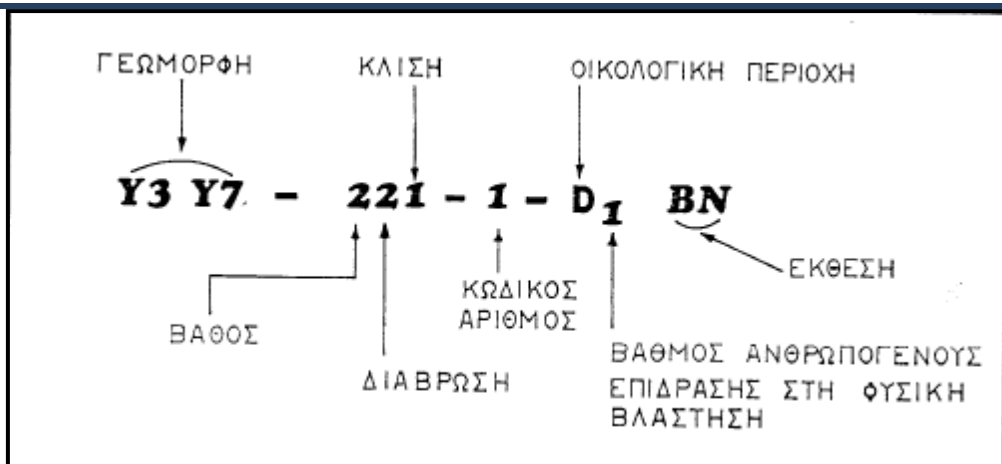 ΓΕΩΜΟΡΦΗ ΚΛΙΣΗ ΟΙΚΟΛΟΓΙΚΗ ΠΕΡΙΟΧΗ
Y3 Y7 - 221 - 1 - D1 BN
ΕΚΘΕΣΗ
ΚΩΔΙΚΟΣ
ΑΡΙΘΜΟΣ
ΒΑΘΟΣ
ΒΑΘΜΟΣ ΑΝΘΡΩΠΟΓΕΝΟΥΣ
ΔΙΑΒΡΩΣΗ
ΕΠΙΔΡΑΣΗΣ ΣΤΗ ΦΥΣΙΚΗ
ΒΛΑΣΤΗΣΗ